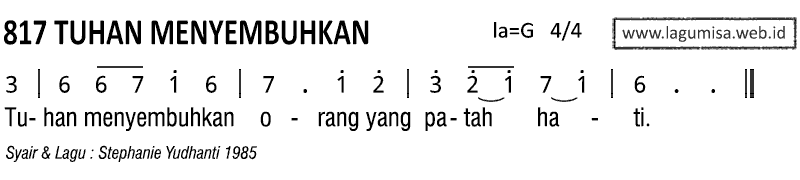 817 TUHAN MENYEMBUHKAN la=G 4/4 www.lagumisa.web.id
3 | 6 6 7 i 6 | 7 . i 2̇ | 3̇ 2̇ i 7 i | 6 . . ||
Tu- han menyembuhkan o - rang yang pa- tah ha - ti.
Syair & Lagu : Stephanie Yudhanti 1985